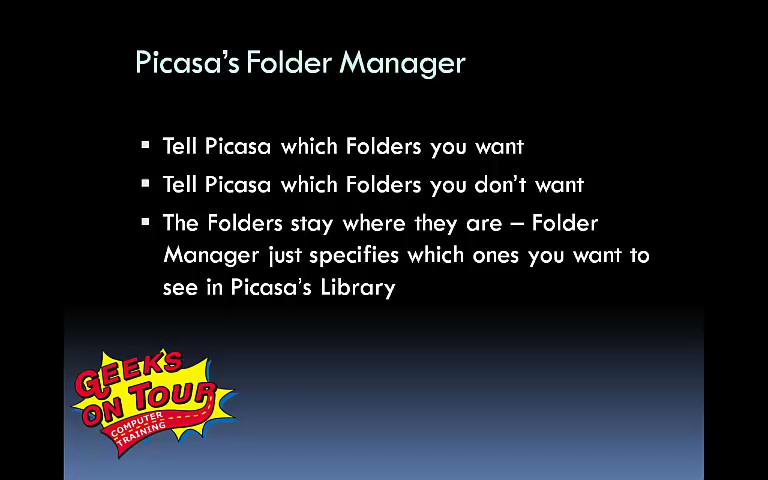 Picasa's Folder Manager
▪ Tell Picasa which Folders you want
▪ Tell Picasa which Folders you don't want
▪ The Folders stay where they are – Folder
Manager just specifies which ones you want to
see in Picasa's Library
GEEKS
ON TOUR
COMPUTER
TRAINING